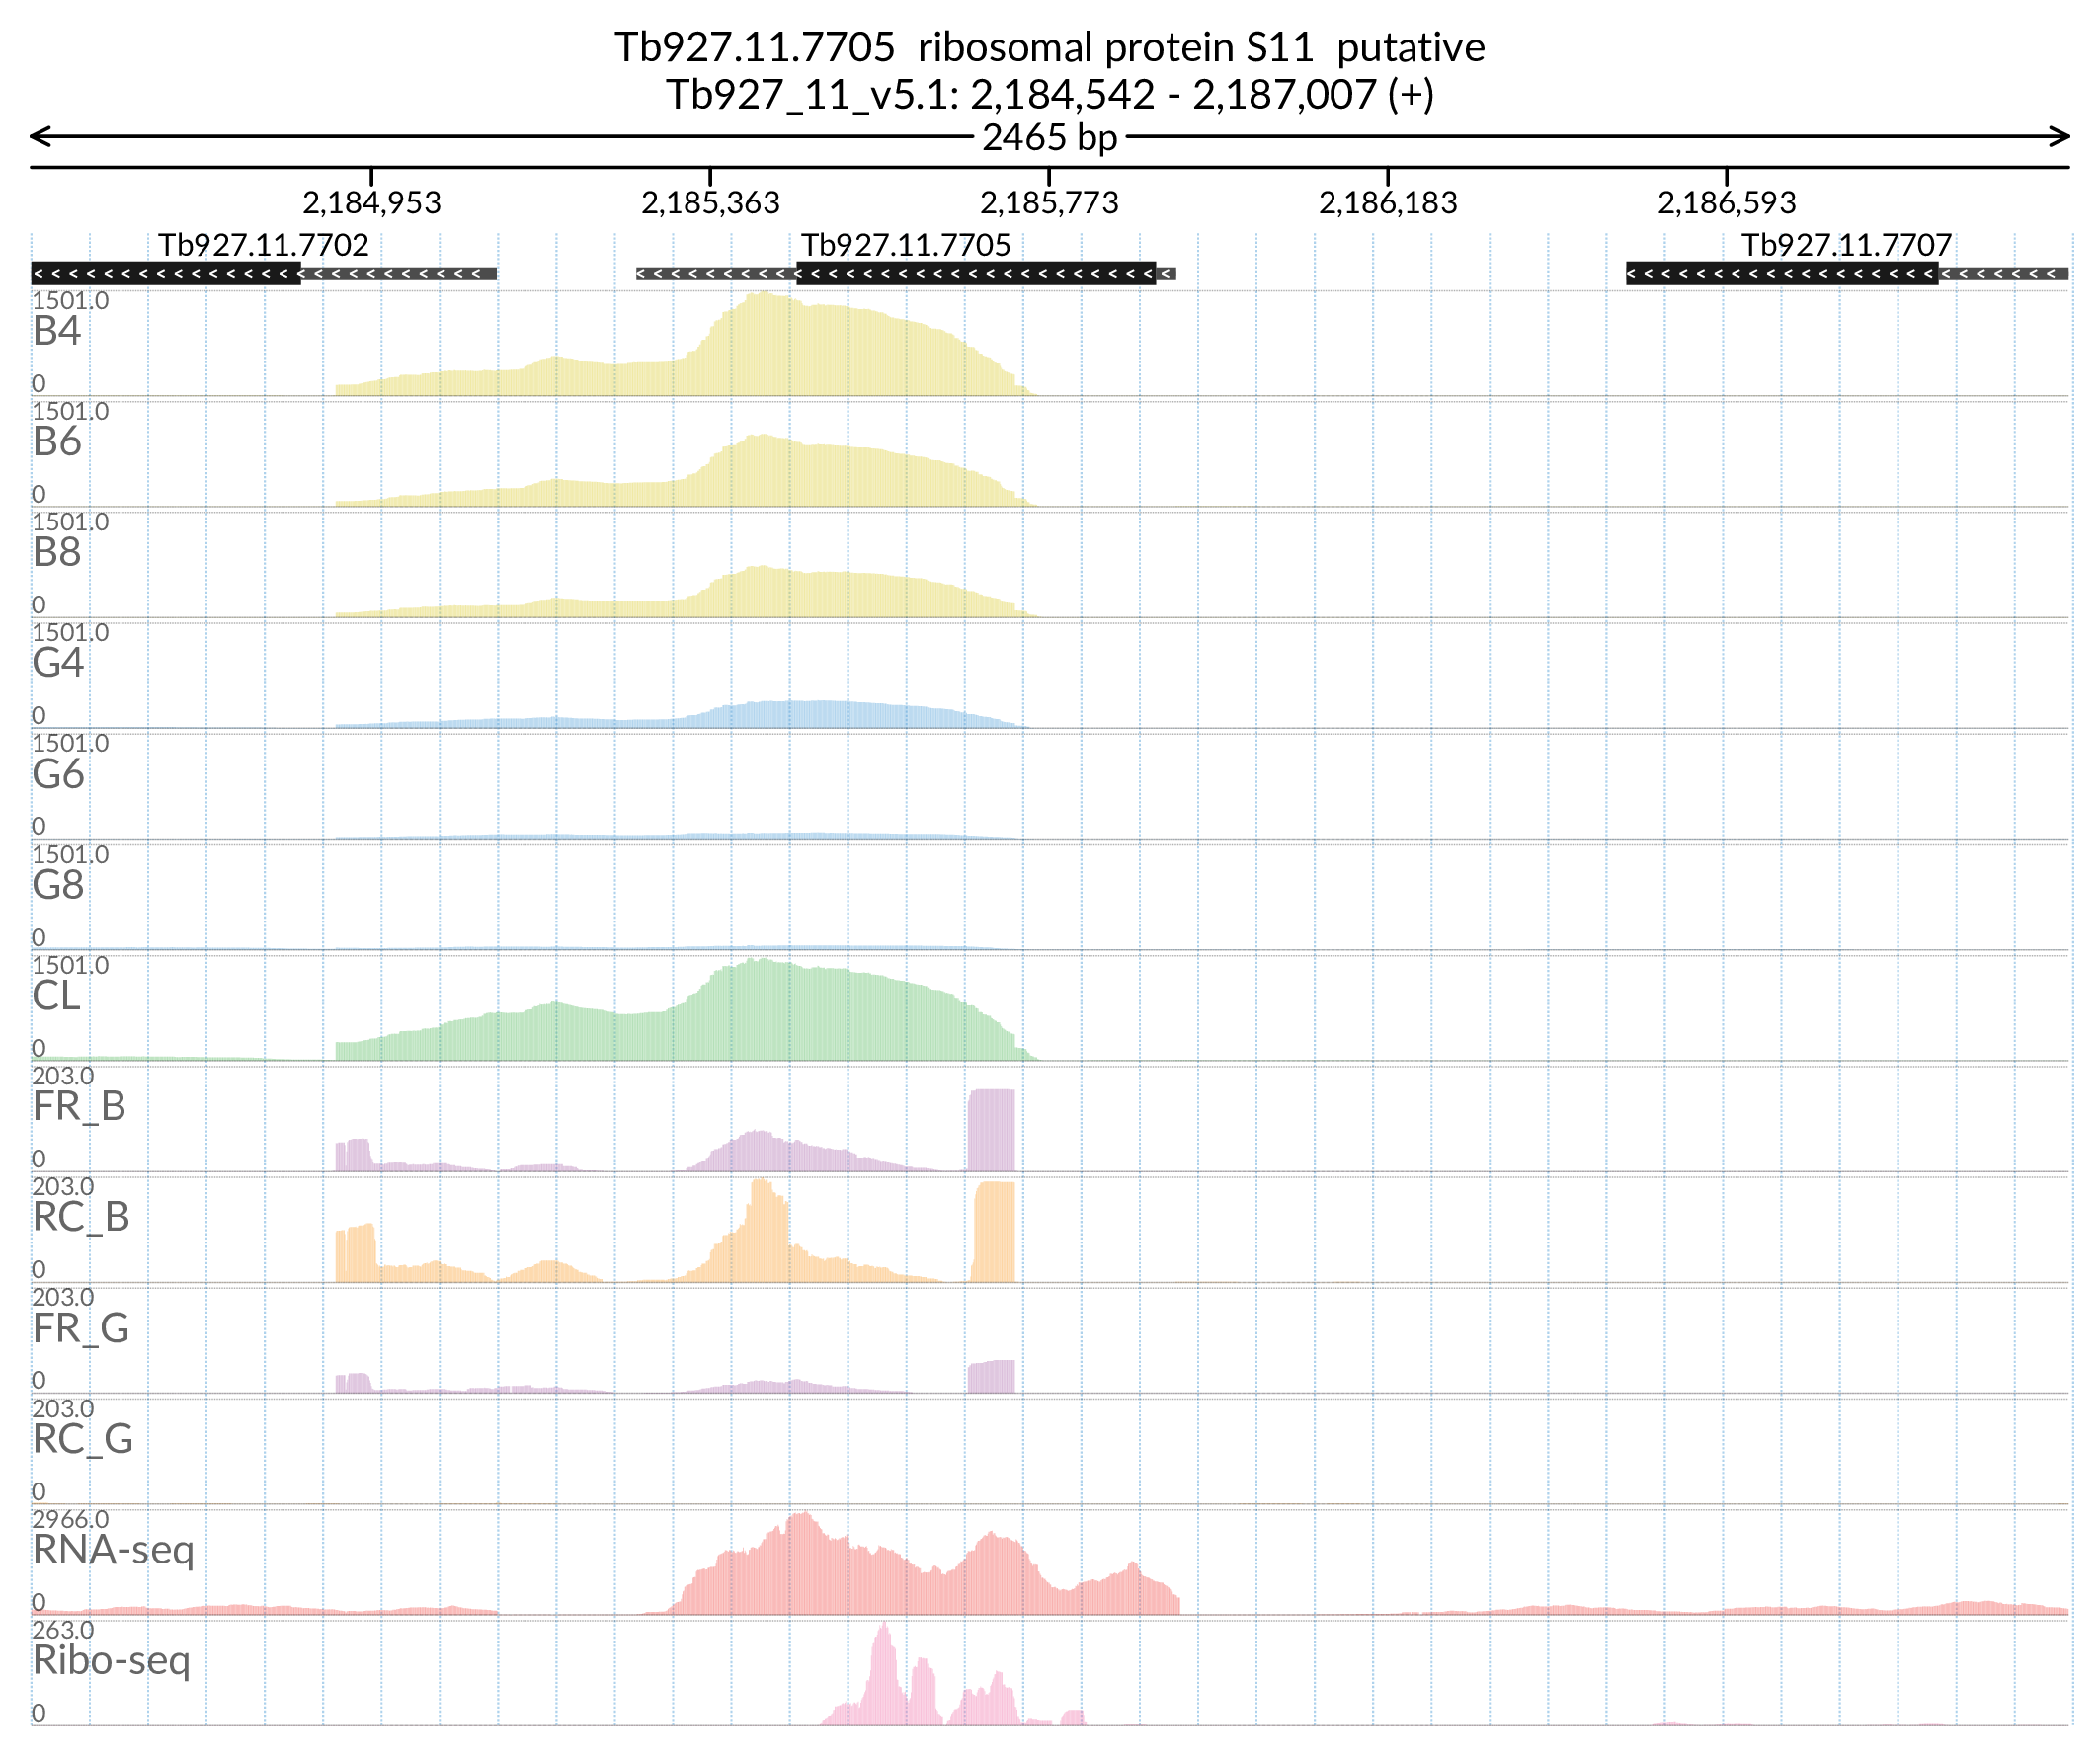 Tb927.11.7705 ribosomal protein S11 putative
Tb927_11_v5.1: 2,184,542 - 2,187,007 (+)
2465 bp
2,184,953 2,185,363 2,185,773 2,186,183 2,186,593
Tb927.11.7702 Tb927.11.7705 Tb927.11.7707
1501.0
B4
0
1501.0
B6
0
1501.0
B8
0
1501.0
G4
0
1501.0
G6
0
1501.0
G8
0
1501.0
CL
0
203.0
FR_B
0
203.0
RC_B
0
203.0
FR_G
0
203.0
RC_G
0
2966.0
RNA-seq
0
263.0
Ribo-seq
0